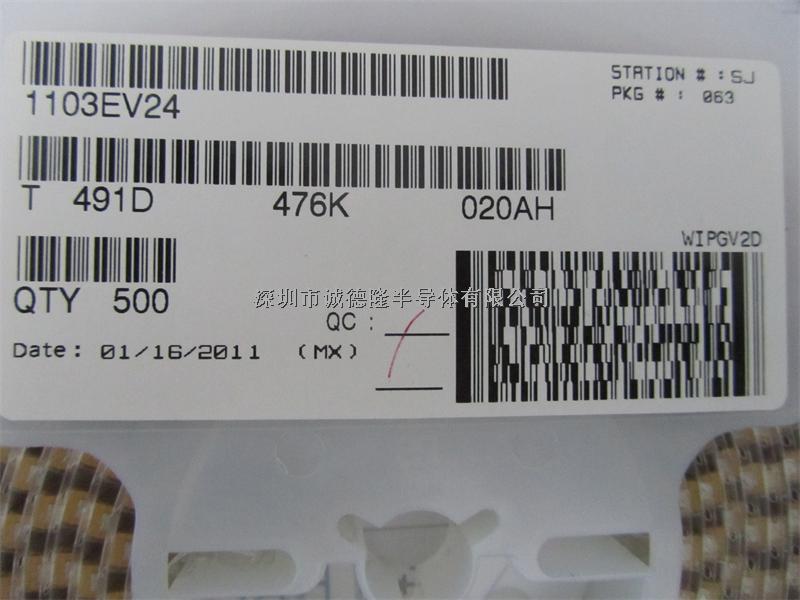 STATION # : SJ
PKG # : 063
1103EV24
T 491D 476K 020AH
WIPGV2D
QTY 500
深圳市诚德隆半导体有限公司
QC :
Date: 01/16/2011 (MX)